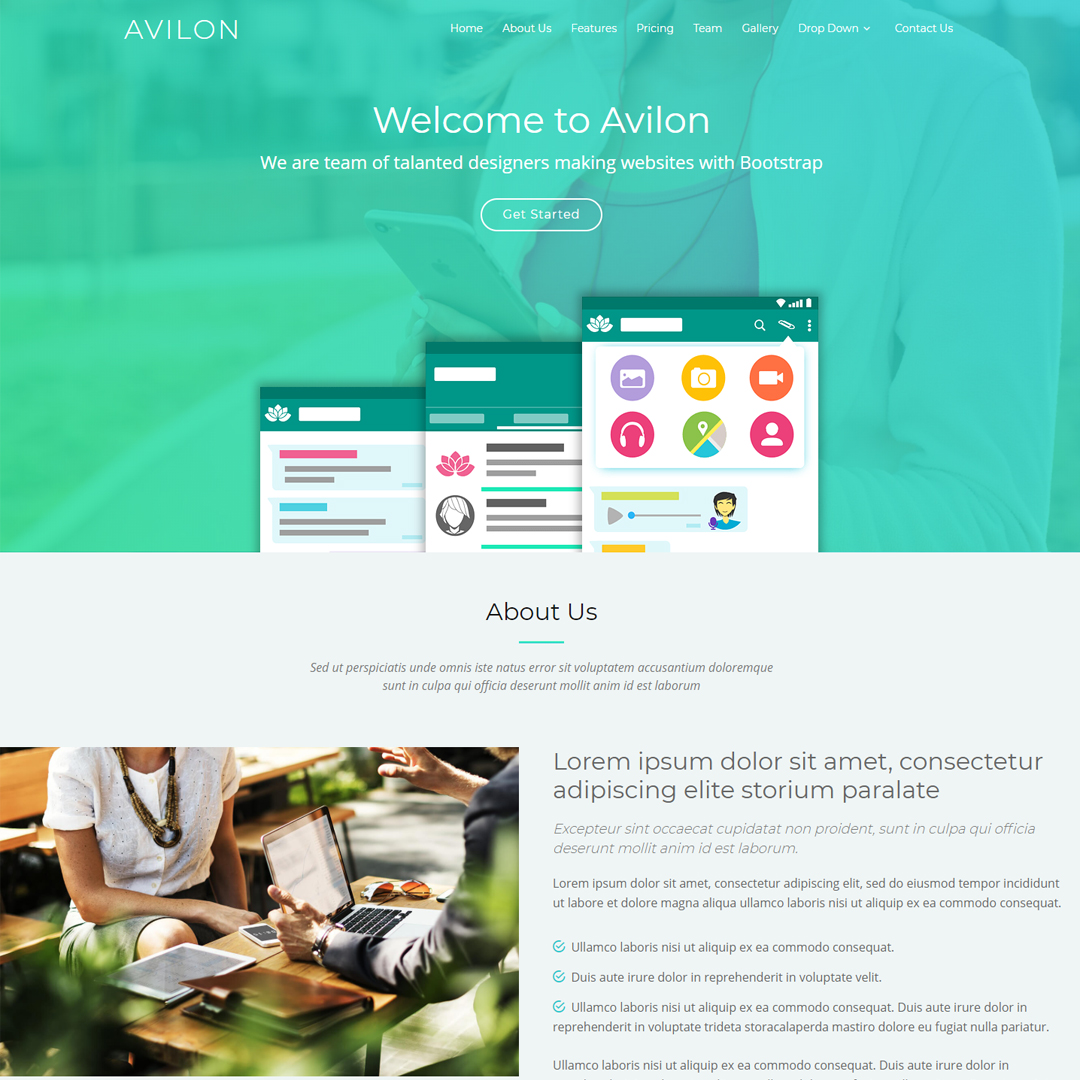 AVILON
Home About Us Features Pricing Team Gallery Drop Down Contact Us
Welcome to Avilon
We are team of talanted designers making websites with Bootstrap
Get Started
About Us
Sed ut perspiciatis unde omnis iste natus error sit voluptatem accusantium doloremque
sunt in culpa qui officia deserunt mollit anim id est laborum
Lorem ipsum dolor sit amet, consectetur
adipiscing elite storium paralate
Excepteur sint occaecat cupidatat non proident, sunt in culpa qui officia
deserunt mollit anim id est laborum.
Lorem ipsum dolor sit amet, consectetur adipiscing elit, sed do eiusmod tempor incididunt
ut labore et dolore magna aliqua ullamco laboris nisi ut aliquip ex ea commodo consequat.
Ullamco laboris nisi ut aliquip ex ea commodo consequat.
Duis aute irure dolor in reprehenderit in voluptate velit.
Ullamco laboris nisi ut aliquip ex ea commodo consequat. Duis aute irure dolor in
reprehenderit in voluptate trideta storacalaperda mastiro dolore eu fugiat nulla pariatur.
Ullamco laboris nisi ut aliquip ex ea commodo consequat. Duis aute irure dolor in